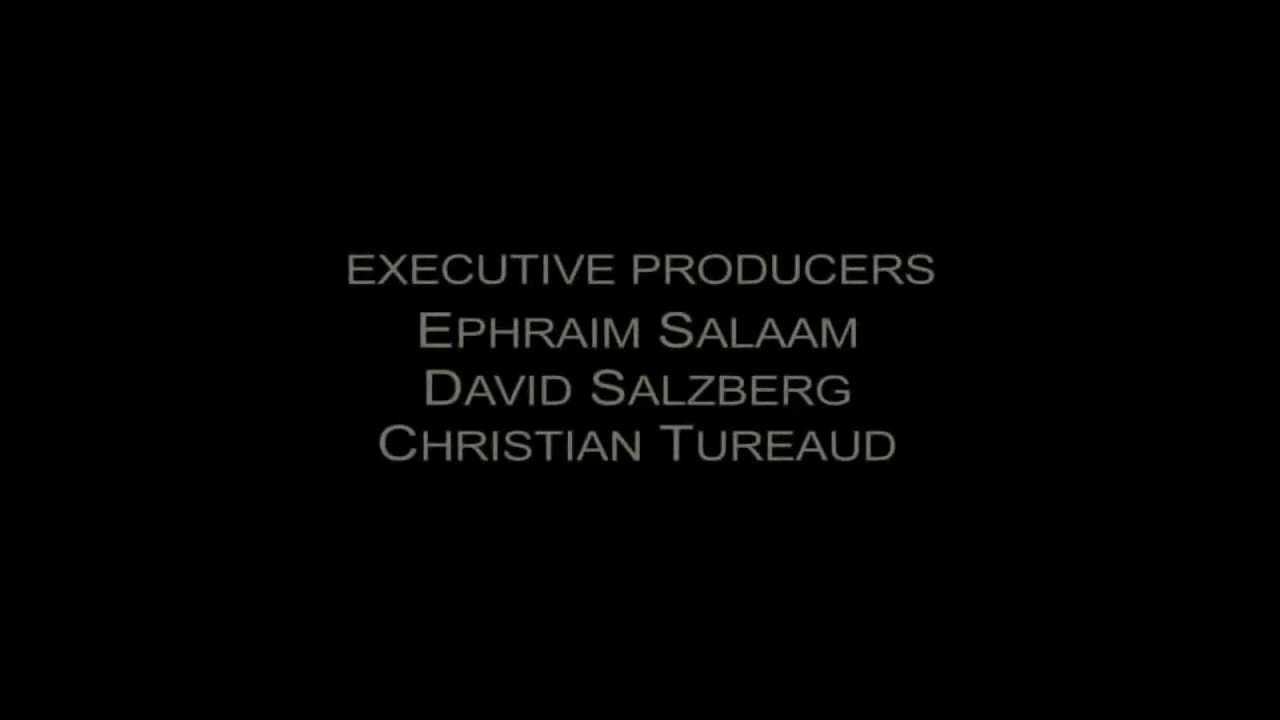 EXECUTIVE PRODUCERS
EPHRAIM SALAAM
DAVID SALZBERG
CHRISTIAN TUREAUD